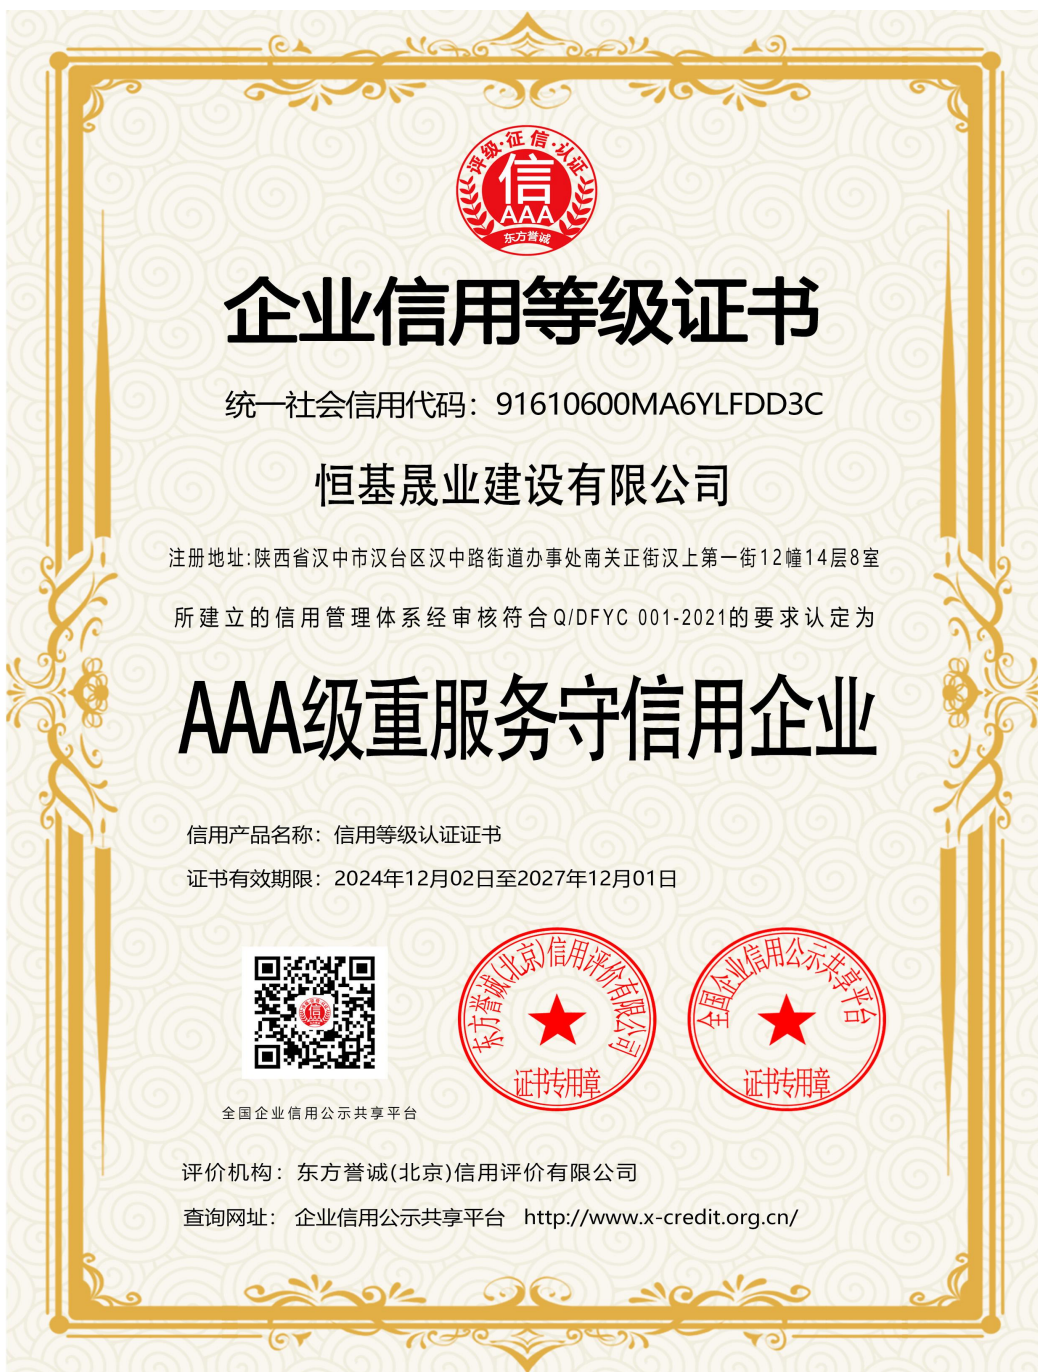 评级·征信·认证
信
AAA
东方誉诚
企业信用等级证书
统一社会信用代码：91610600MA6YLFDD3C
恒基晟业建设有限公司
注册地址:陕西省汉中市汉台区汉中路街道办事处南关正街汉上第一街12幢14层8室
所建立的信用管理体系经审核符合Q/DFYC 001-2021的要求认定为
AAA级重服务守信用企业
信用产品名称：信用等级认证证书
证书有效期限：2024年12月02日至2027年12月01日
信
东方誉诚(北京)信用评价有限公司
证书专用章
全国企业信用公示共享平台
证书专用章
全国企业信用公示共享平台
评价机构：东方誉诚(北京)信用评价有限公司
查询网址： 企业信用公示共享平台 http://www.x-credit.org.cn/